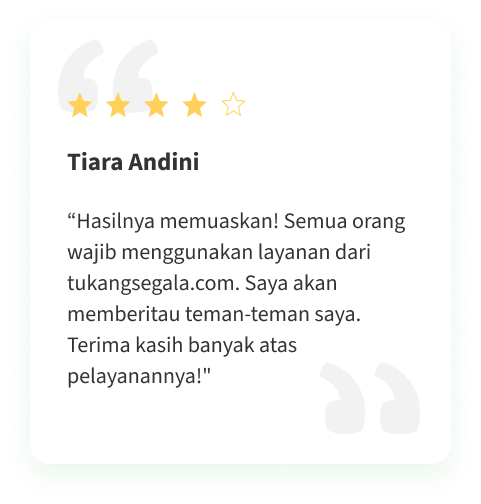 Tiara Andini
“Hasilnya memuaskan! Semua orang
wajib menggunakan layanan dari
tukangsegala.com. Saya akan
memberitau teman-teman saya.
Terima kasih banyak atas
pelayanannya!"